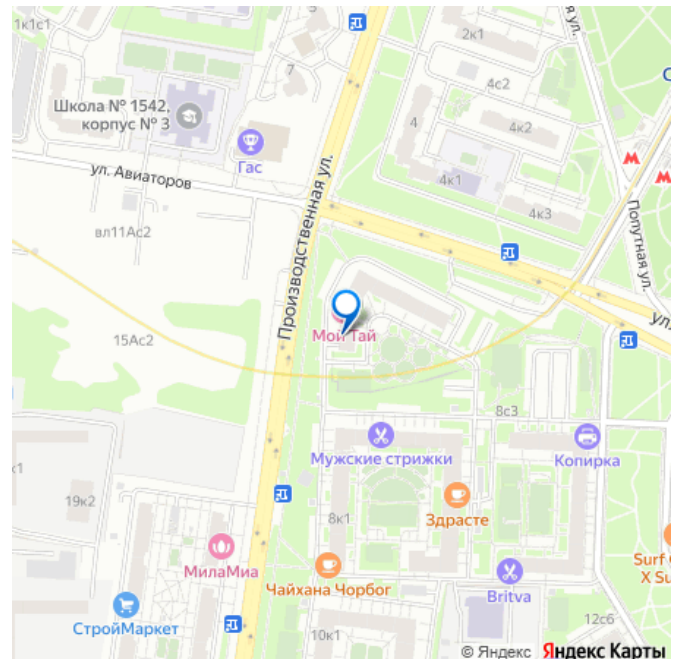 1к1с1
5
2к1
Попутная ул.
7
4с2
Школа № 1542,
корпус № 3
Гас
4
4к2
4к1
4к3
ул. Авиаторов
вл11Ас2
Производственная ул.
Попутная ул.
ул.
Мой Тай
15Ас2
8с3
Мужские стрижки
Копирка
19к2
Здрасте
8к1
МилаМиа
Чайхана Чорбог
Britva
Surf
X Su
СтройМаркет
10к1
12с6
© Яндекс Яндекс Карты